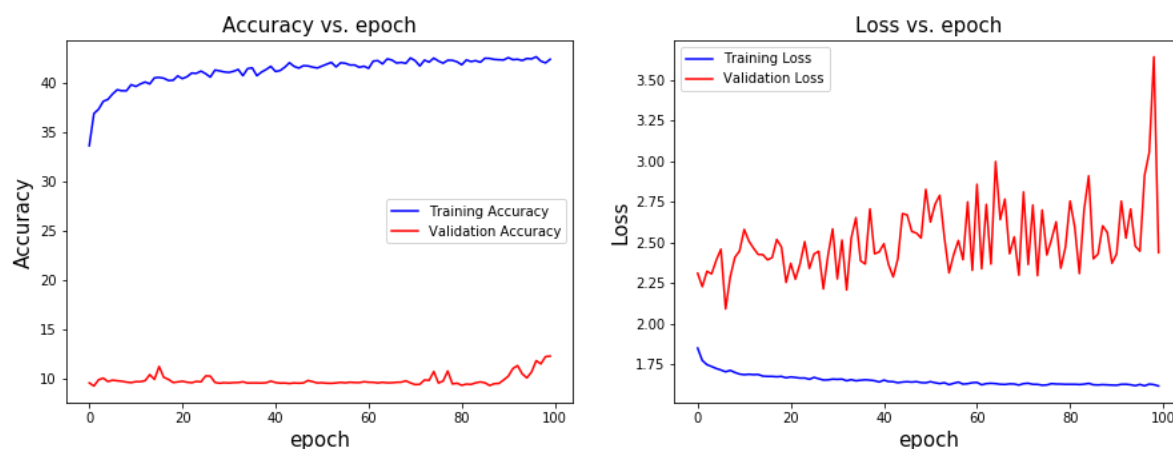 Accuracy vs. epoch
Accuracy
40
35
30
25
20
15
10
Training Accuracy
Validation Accuracy
0
20
40
60
80
100
epoch
Loss vs. epoch
Loss
3.50
3.25
3.00
2.75
2.50
2.25
2.00
1.75
Training Loss
Validation Loss
0
20
40
60
80
100
epoch